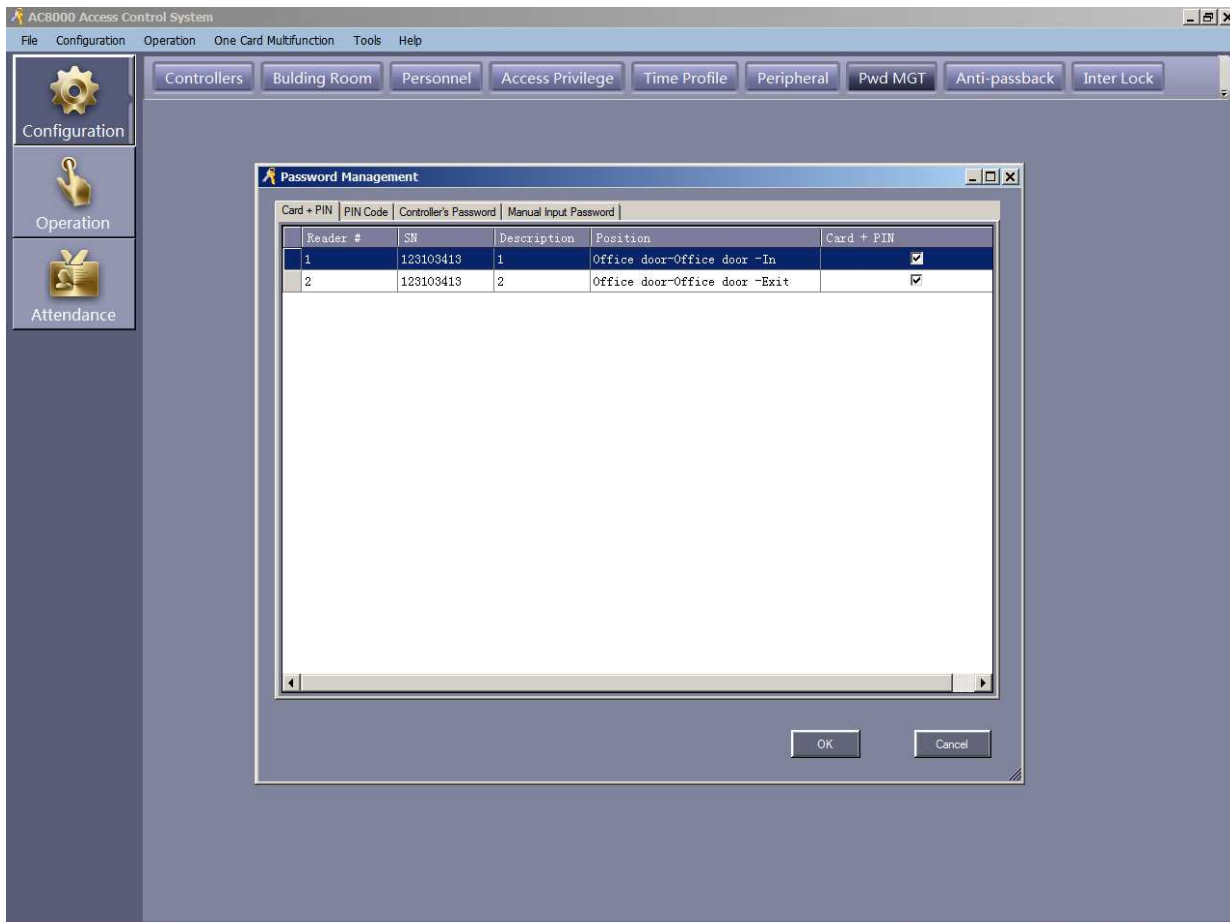 AC8000 Access Control System
File Configuration Operation One Card Multifunction Tools Help
Controllers Bulding Room Personnel Access Privilege Time Profile Peripheral Pwd MGT Anti-passback Inter Lock
Configuration
Operation
Attendance
Password Management
Card + PIN PIN Code Controller's Password Manual Input Password
Reader # SN Description Position Card + PIN
1 123103413 1 Office door-Office door -In
2 123103413 2 Office door-Office door -Exit
OK Cancel